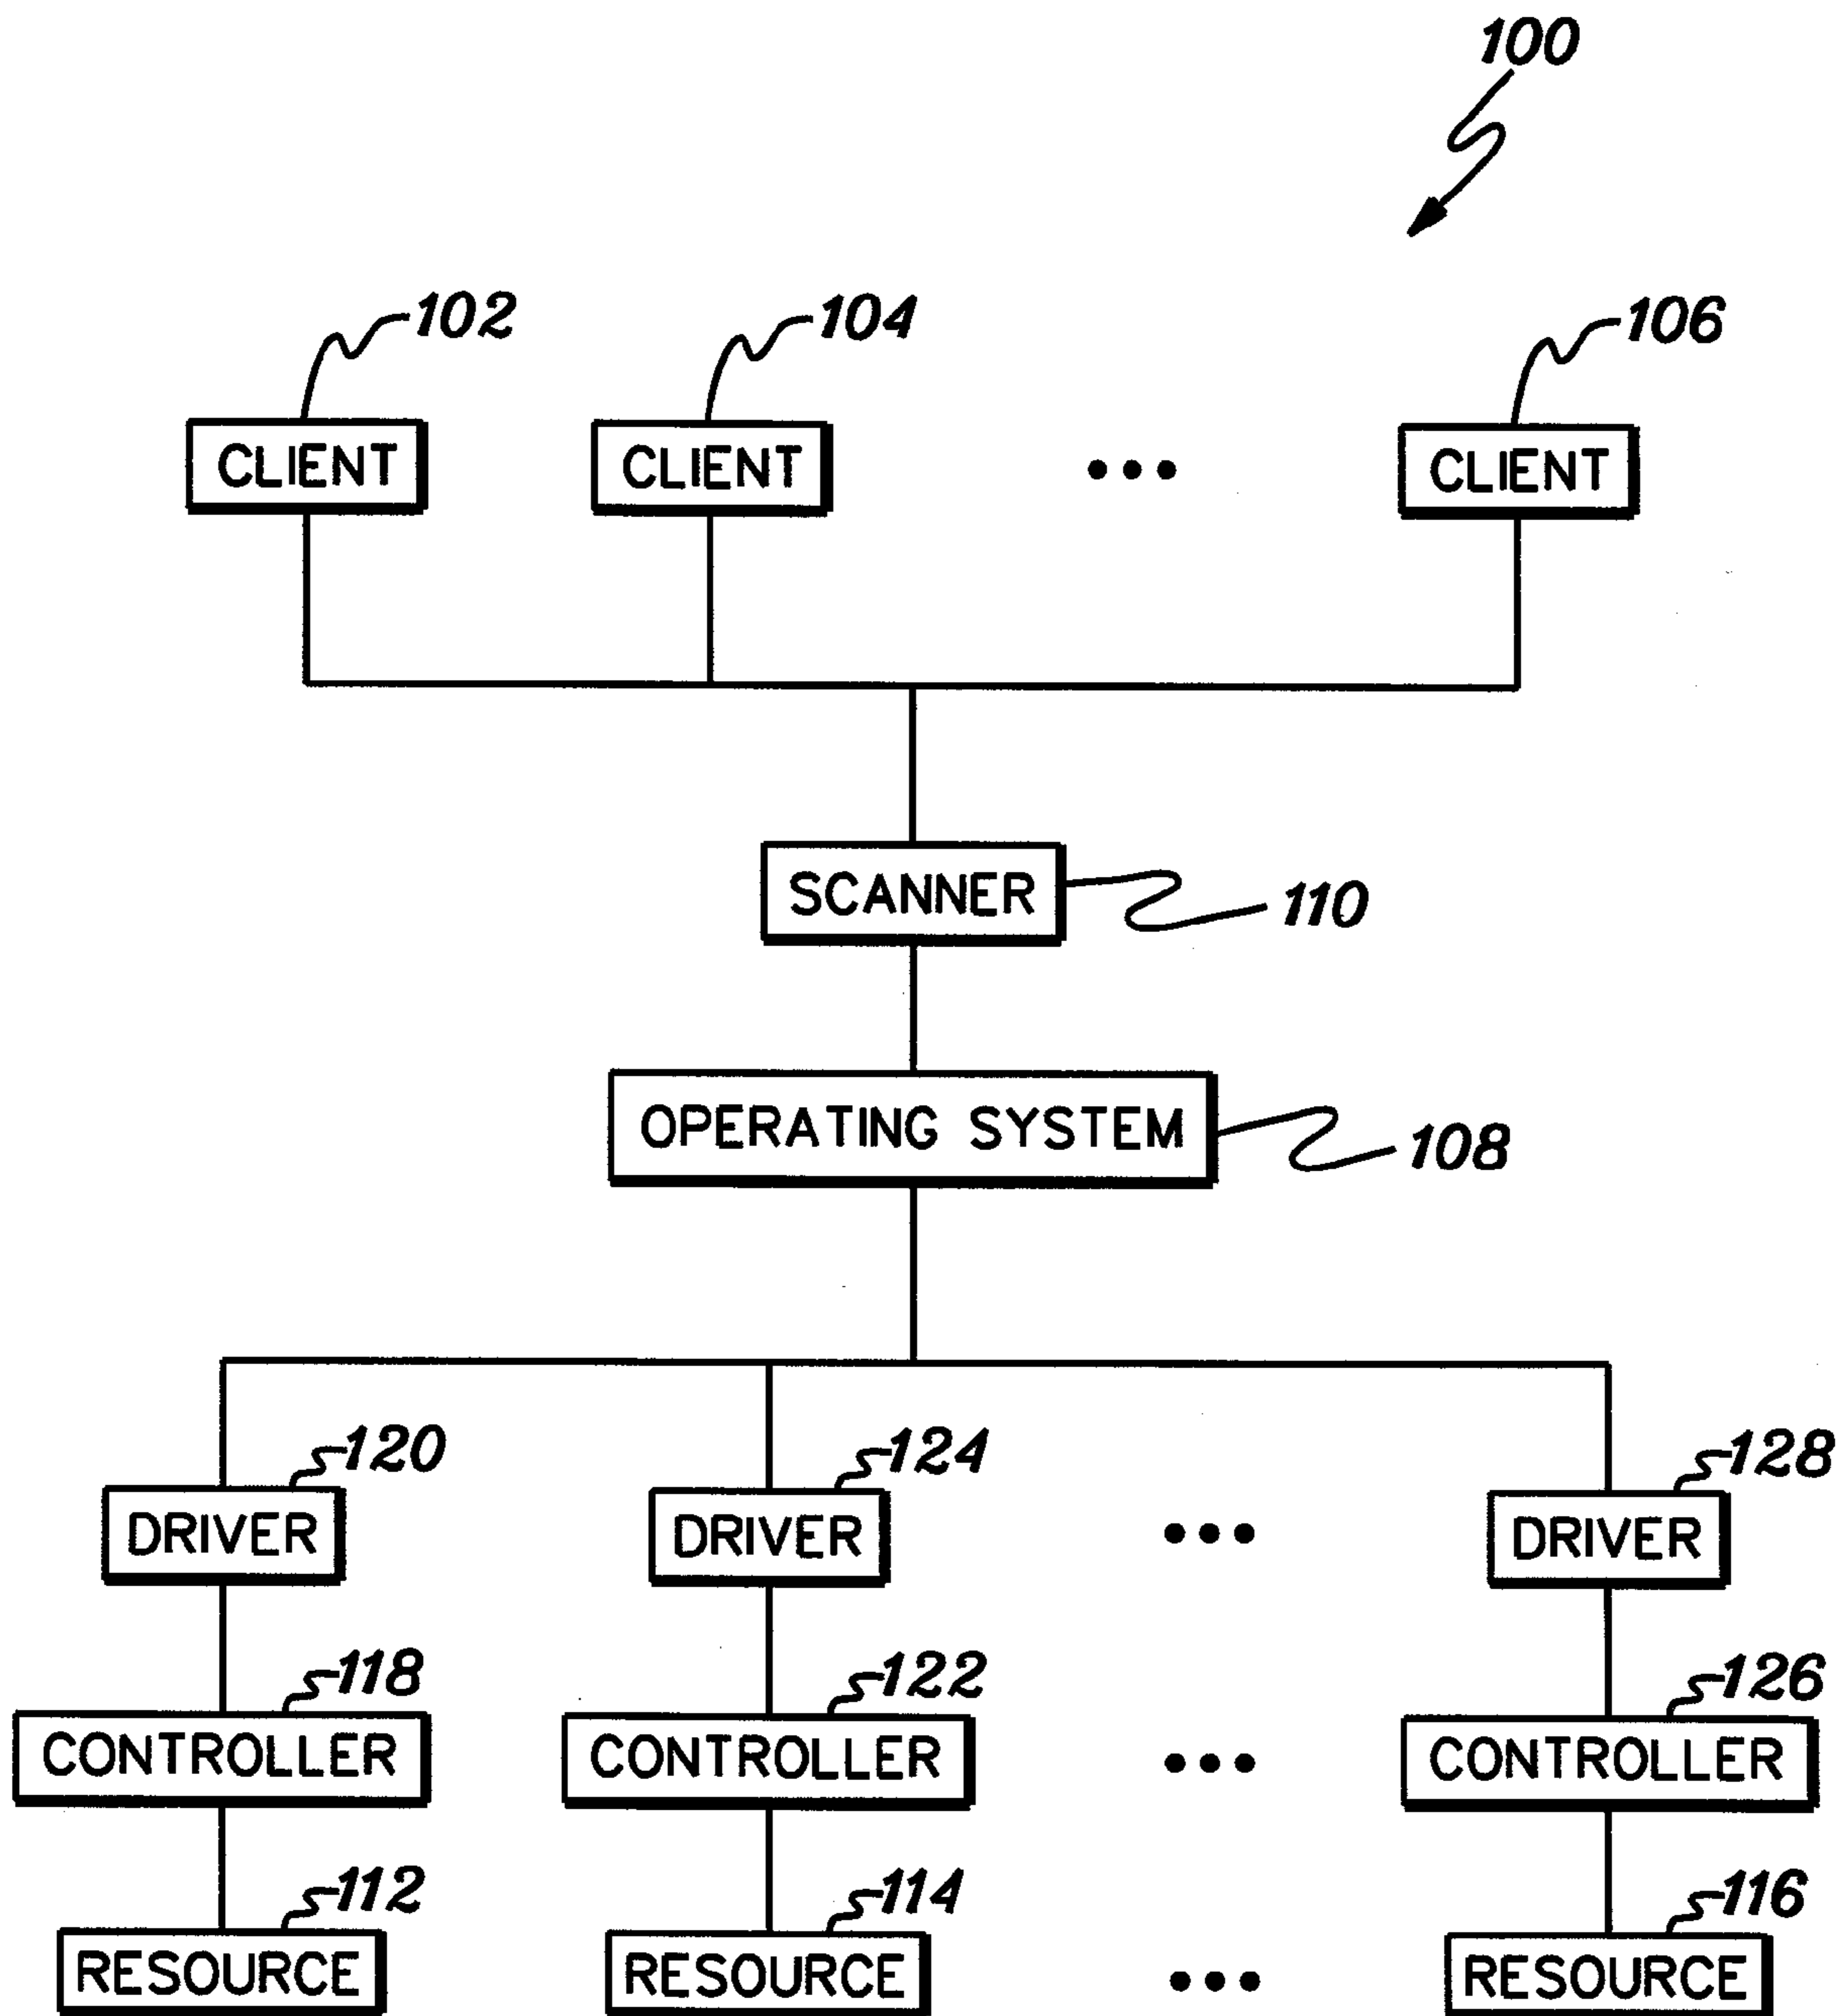 100
102 104 106
CLIENT CLIENT ••• CLIENT
SCANNER 110
OPERATING SYSTEM 108
120 124 128
DRIVER DRIVER ••• DRIVER
118 122 126
CONTROLLER CONTROLLER ••• CONTROLLER
112 114 116
RESOURCE RESOURCE ••• RESOURCE